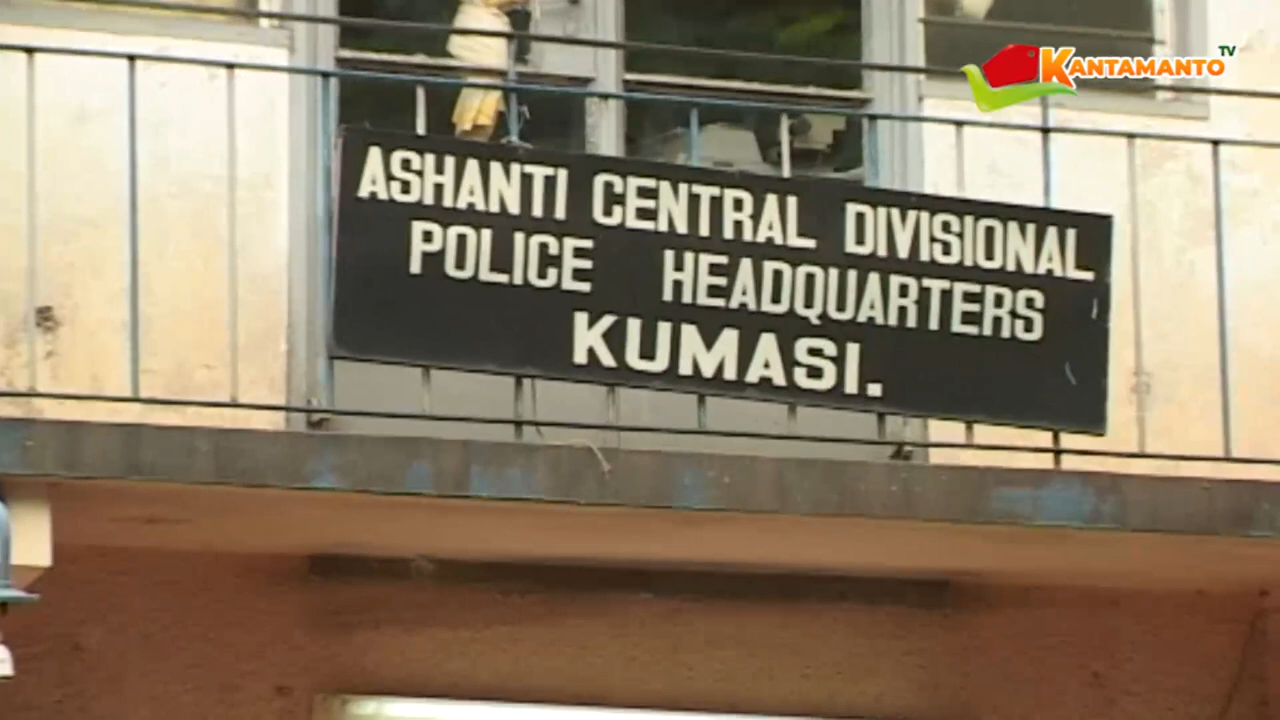 KANTAMANTO TV
ASHANTI CENTRAL DIVISIONAL
POLICE HEADQUARTERS
KUMASI.